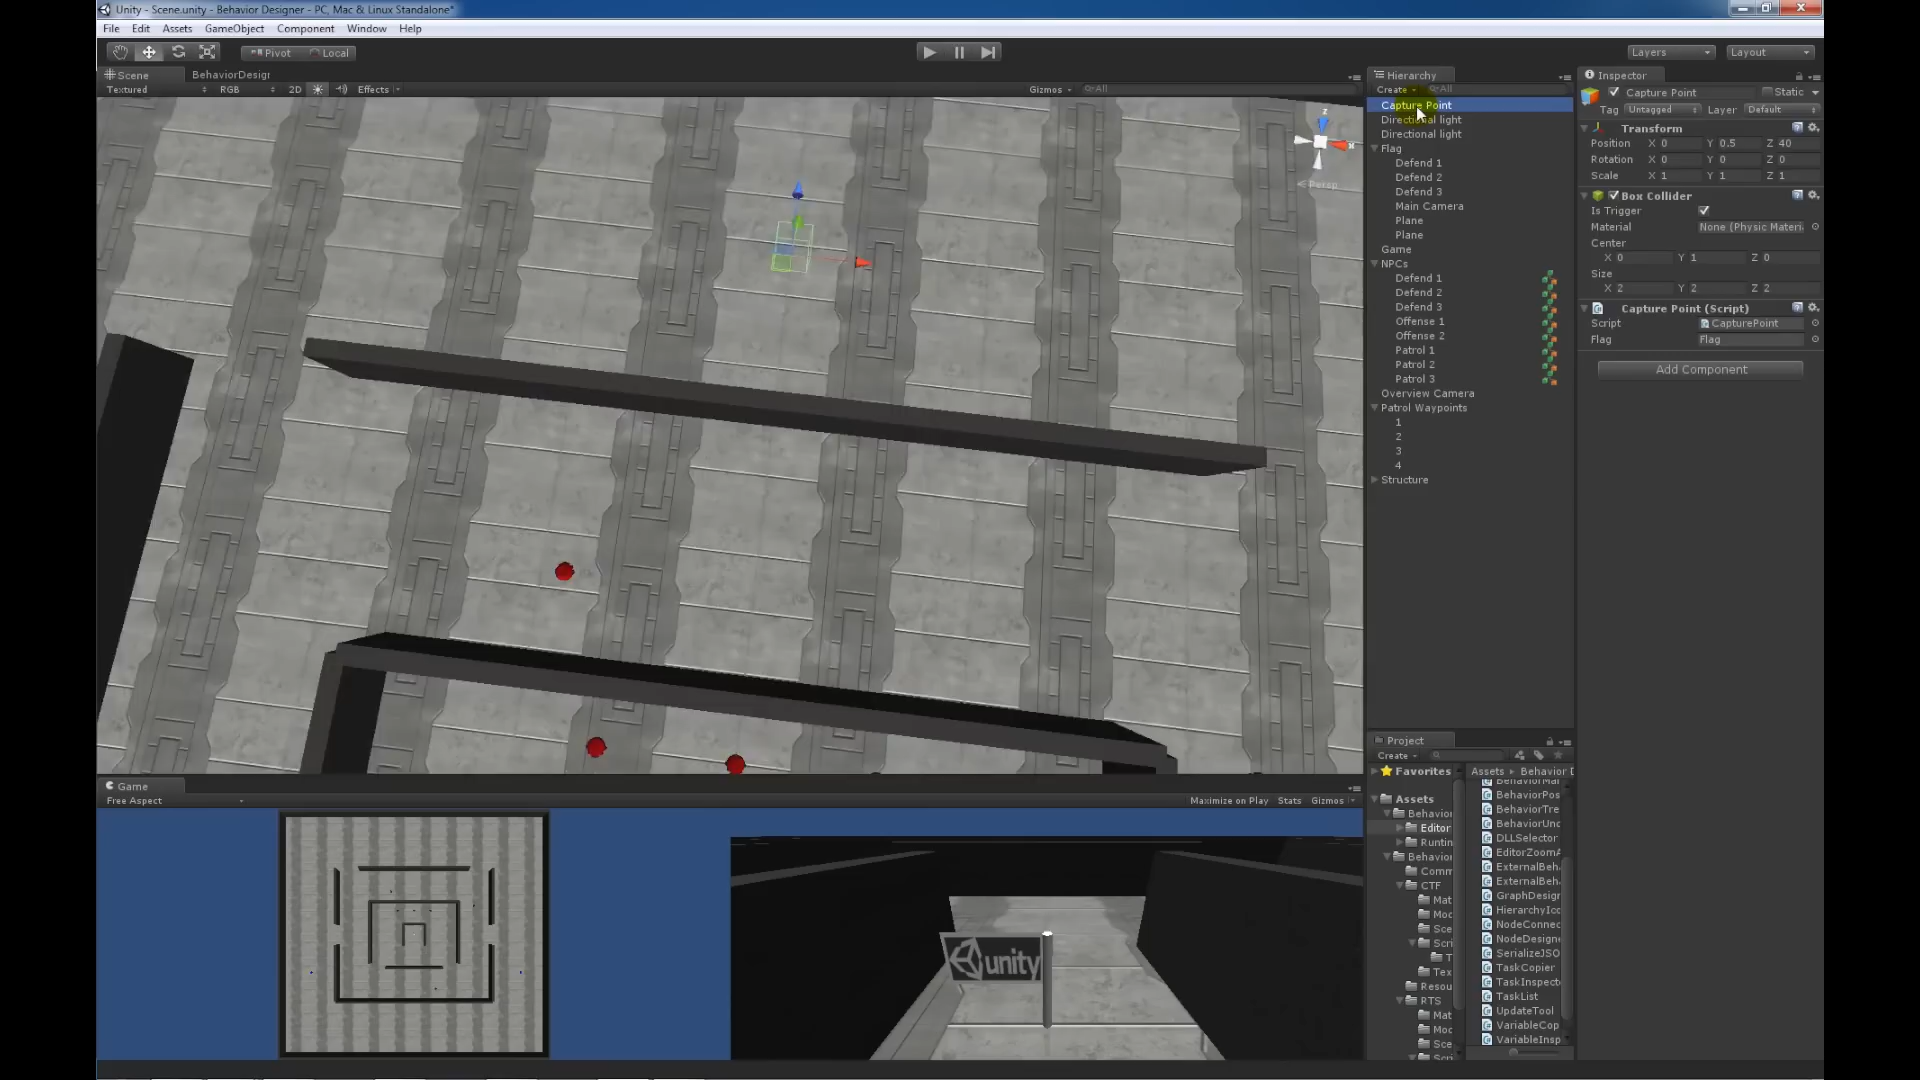 Unity - Scene.unity - Behavior Designer - PC, Mac & Linux Standalone*
File Edit Assets GameObject Component Window Help
Pivot Local Layers Layout
Scene BehaviorDesigr
Textured RGB 2D Effects Gizmos All
Persp
Hierarchy
Create All
Capture Point
Directional light
Directional light
Flag
Defend 1
Defend 2
Defend 3
Main Camera
Plane
Plane
Game
NPCs
Defend 1
Defend 2
Defend 3
Offense 1
Offense 2
Patrol 1
Patrol 2
Patrol 3
Overview Camera
Patrol Waypoints
1
2
3
4
Structure
Inspector
Capture Point Static
Tag Untagged Layer Default
Transform
Position X 0 Y 0.5 Z 40
Rotation X 0 Y 0 Z 0
Scale X 1 Y 1 Z 1
Box Collider
Is Trigger
Material None (Physic Materi
Center
X 0 Y 1 Z 0
Size
X 2 Y 2 Z 2
Capture Point (Script)
Script CapturePoint
Flag Flag
Add Component
Game
Free Aspect Maximize on Play Stats Gizmos
unity
Project
Create
Favorites
Assets
Behavior
Editor
Runtin
Behavior
Comm
CTF
Mat
Mod
Sce
Scri
T
Tex
Resou
RTS
Mat
Mod
Sce
Scri
Assets Behavior D
BehaviorMar
BehaviorPos
BehaviorTre
BehaviorUnd
DLLSelector
EditorZoomA
ExternalBeh
ExternalBeh
GraphDesign
HierarchyIco
NodeConnec
NodeDesigne
SerializeJSO
TaskCopier
TaskInspect
TaskList
UpdateTool
VariableCop
VariableInsp